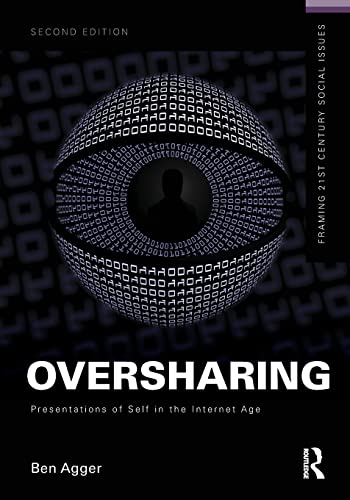 SECOND EDITION
FRAMING 21ST CENTURY SOCIAL ISSUES
OVERSHARING
Presentations of Self in the Internet Age
Ben Agger
R
ROUTLEDGE